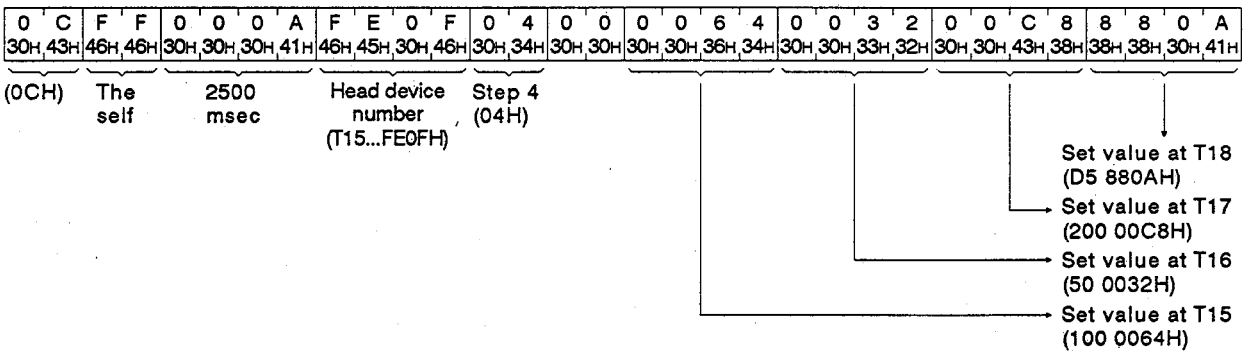 0 C F F 0 0 0 A F E 0 F 0 4 0 0 0 0 6 4 0 0 3 2 0 0 C 8 8 8 0 A
30H 43H 46H 46H 30H 30H 30H 41H 46H 45H 30H 46H 30H 34H 30H 30H 30H 30H 36H 34H 30H 30H 33H 32H 30H 30H 43H 38H 38H 38H 30H 41H
(0CH) The self 2500 msec Head device number (T15...FE0FH) Step 4 (04H)
Set value at T18
(D5 880AH)
Set value at T17
(200 00C8H)
Set value at T16
(50 0032H)
Set value at T15
(100 0064H)